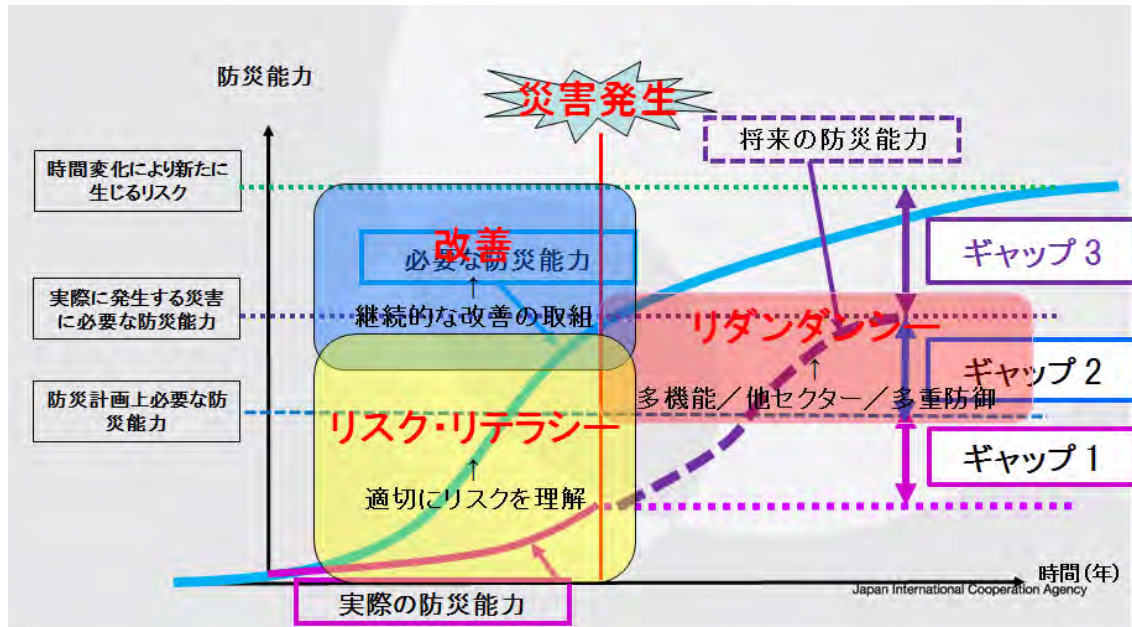 防災能力
災害発生
将来の防災能力
時間変化により新たに
生じるリスク
改善
必要な防災能力
↑
継続的な改善の取組
ギャップ3
実際に発生する災害
に必要な防災能力
リダンダンシー
↑
多機能／他セクター／多重防御
ギャップ2
防災計画上必要な防
災能力
リスク・リテラシー
↑
適切にリスクを理解
ギャップ1
実際の防災能力
時間(年)
Japan International Cooperation Agency